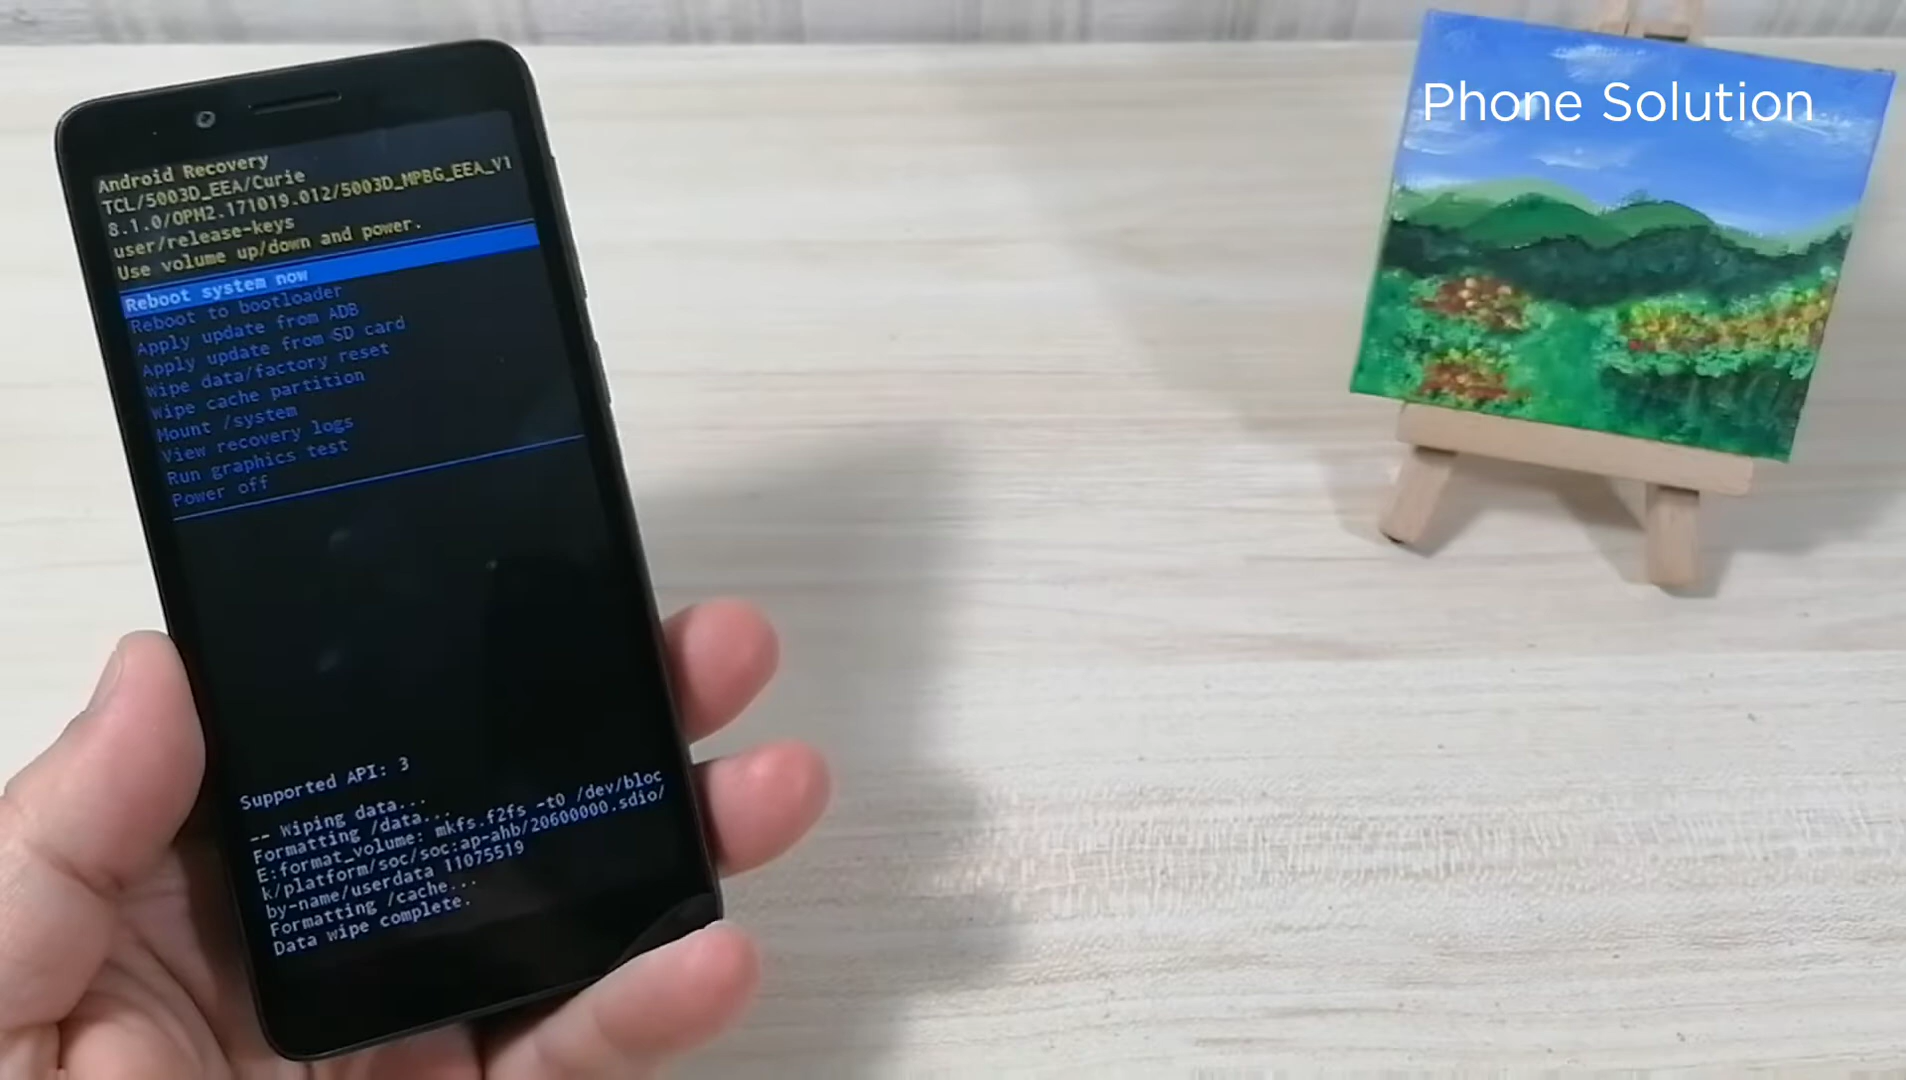 Phone Solution
Android Recovery
TCL/5003D_EEA/Curie
8.1.0/OPM2.171019.012/5003D_MPBG_EEA_V1
user/release-keys
Use volume up/down and power.
Reboot system now
Reboot to bootloader
Apply update from ADB
Apply update from SD card
Wipe data/factory reset
Wipe cache partition
Mount /system
View recovery logs
Run graphics test
Power off
Supported API: 3
-- Wiping data...
Formatting /data...
E:format_volume: mkfs.f2fs -t0 /dev/bloc
k/platform/soc/soc:ap-ahb/20600000.sdio/
by-name/userdata 11075519
Formatting /cache...
Data wipe complete.